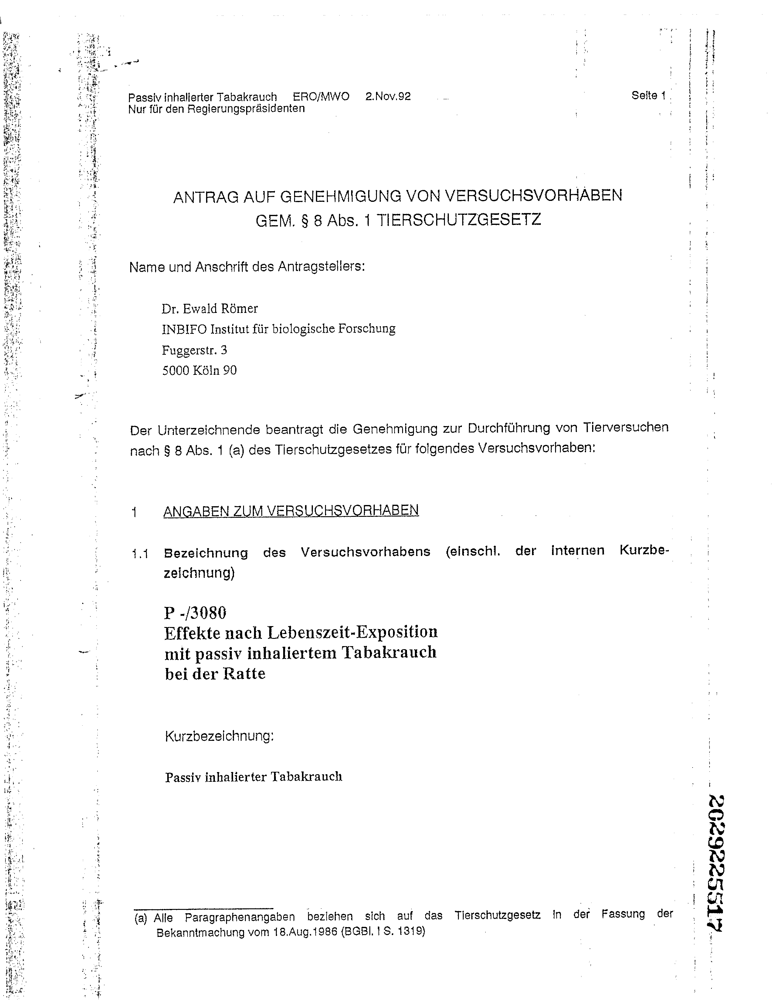 Passiv inhalierter Tabakrauch ERO/MWO 2.Nov.92 Seite 1
Nur für den Regierungspräsidenten
ANTRAG AUF GENEHMIGUNG VON VERSUCHSVORHABEN
GEM. § 8 Abs. 1 TIERSCHUTZGESETZ
Name und Anschrift des Antragstellers:
Dr. Ewald Römer
INBIFO Institut für biologische Forschung
Fuggerstr. 3
5000 Köln 90
Der Unterzeichnende beantragt die Genehmigung zur Durchführung von Tierversuchen
nach § 8 Abs. 1 (a) des Tierschutzgesetzes für folgendes Versuchsvorhaben:
1 ANGABEN ZUM VERSUCHSVORHABEN
1.1 Bezeichnung des Versuchsvorhabens (einschl. der internen Kurzbe-
zeichnung)
P -/3080
Effekte nach Lebenszeit-Exposition
mit passiv inhaliertem Tabakrauch
bei der Ratte
Kurzbezeichnung:
Passiv inhalierter Tabakrauch
(a) Alle Paragraphenangaben beziehen sich auf das Tierschutzgesetz in der Fassung der
Bekanntmachung vom 18.Aug.1986 (BGBl. I S. 1319)
2029225517